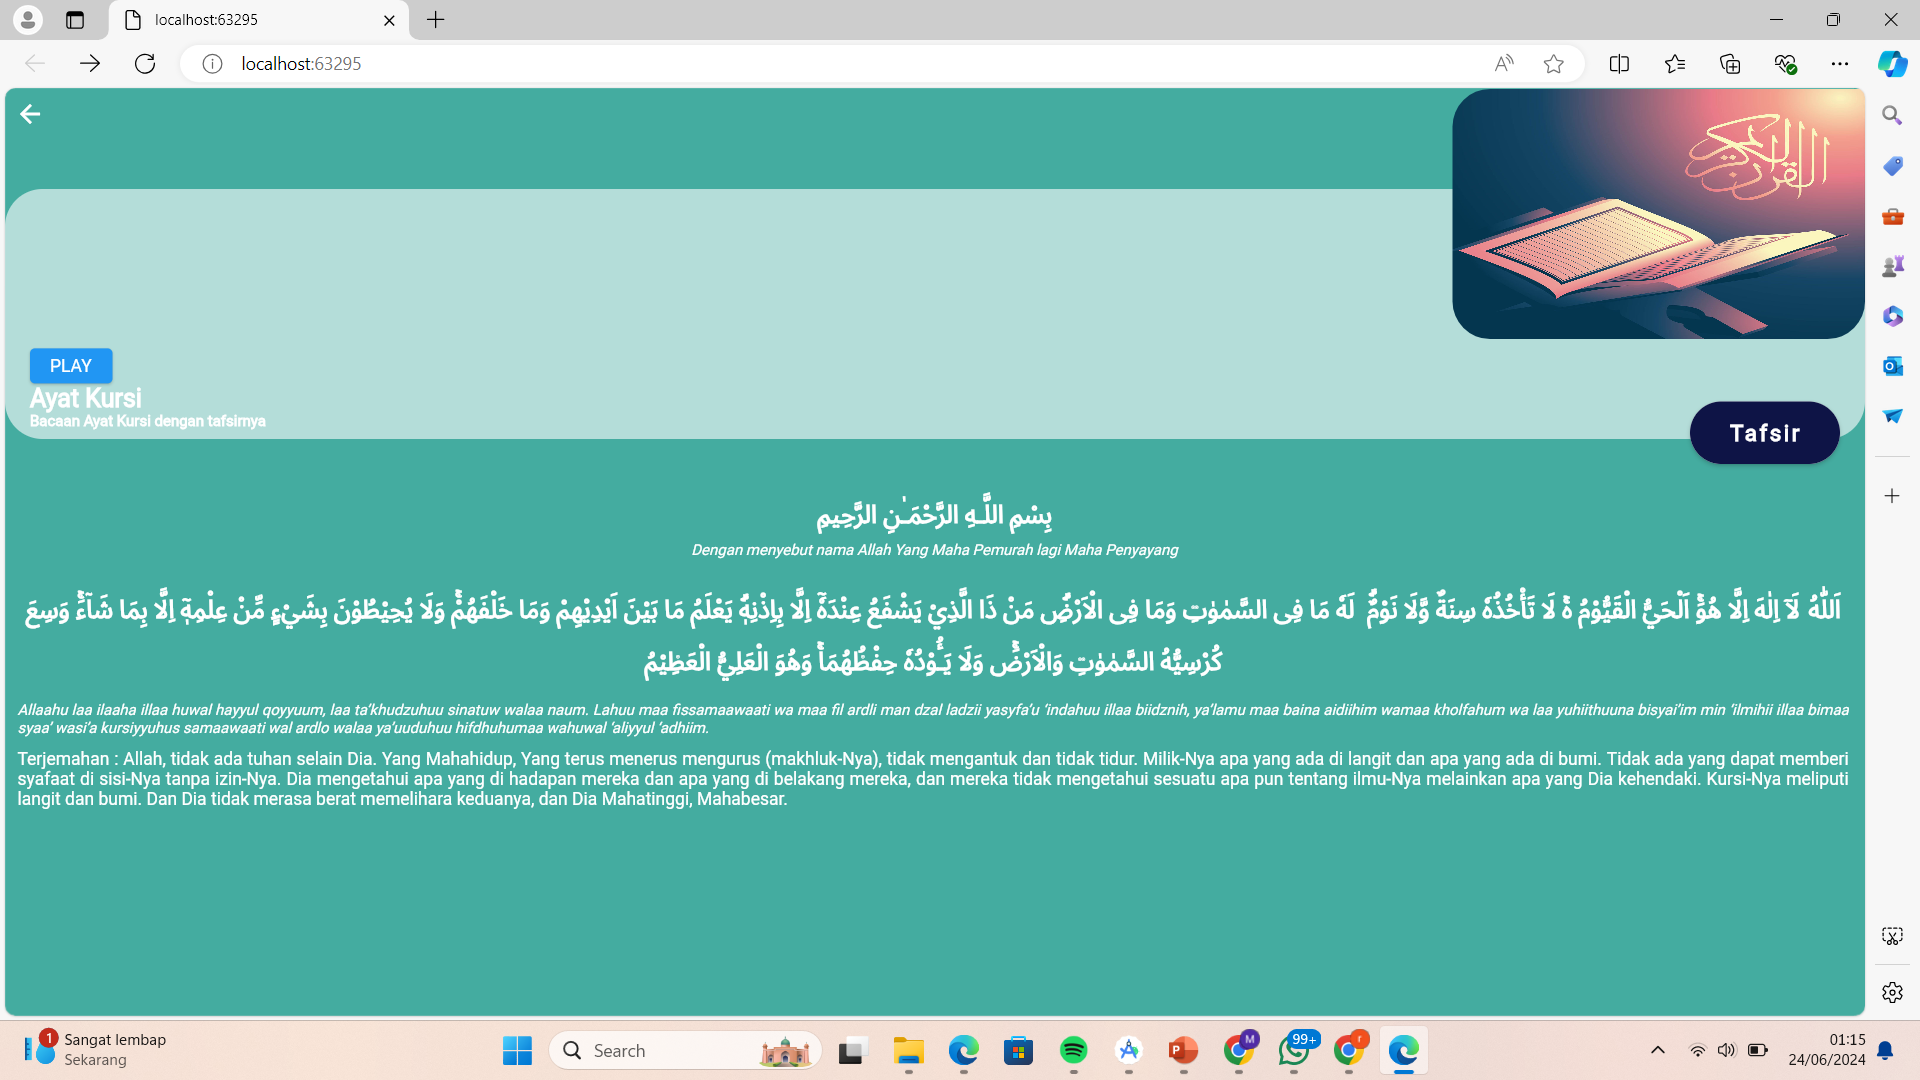 localhost:63295
localhost:63295
القرآن الكريم
PLAY
Ayat Kursi
Bacaan Ayat Kursi dengan tafsirnya
Tafsir
بِسْمِ اللَّـهِ الرَّحْمَـٰنِ الرَّحِيمِ
Dengan menyebut nama Allah Yang Maha Pemurah lagi Maha Penyayang
اَللّٰهُ لَآ اِلٰهَ اِلَّا هُوَۚ اَلْحَيُّ الْقَيُّوْمُ ەۚ لَا تَأْخُذُهٗ سِنَةٌ وَّلَا نَوْمٌۗ لَهٗ مَا فِى السَّمٰوٰتِ وَمَا فِى الْاَرْضِۗ مَنْ ذَا الَّذِيْ يَشْفَعُ عِنْدَهٗٓ اِلَّا بِاِذْنِهٖۗ يَعْلَمُ مَا بَيْنَ اَيْدِيْهِمْ وَمَا خَلْفَهُمْۚ وَلَا يُحِيْطُوْنَ بِشَيْءٍ مِّنْ عِلْمِهٖٓ اِلَّا بِمَا شَاۤءَۚ وَسِعَ
كُرْسِيُّهُ السَّمٰوٰتِ وَالْاَرْضَۚ وَلَا يَـُٔوْدُهٗ حِفْظُهُمَاۚ وَهُوَ الْعَلِيُّ الْعَظِيْمُ
Allaahu laa ilaaha illaa huwal hayyul qoyyuum, laa ta’khudzuhuu sinatuw walaa naum. Lahuu maa fissamaawaati wa maa fil ardli man dzal ladzii yasyfa’u ‘indahuu illaa biidznih, ya’lamu maa baina aidiihim wamaa kholfahum wa laa yuhiithuuna bisyai’im min ‘ilmihii illaa bimaa
syaa’ wasi’a kursiyyuhus samaawaati wal ardlo walaa ya’uuduhuu hifdhuhumaa wahuwal ‘aliyyul ‘adhiim.
Terjemahan : Allah, tidak ada tuhan selain Dia. Yang Mahahidup, Yang terus menerus mengurus (makhluk-Nya), tidak mengantuk dan tidak tidur. Milik-Nya apa yang ada di langit dan apa yang ada di bumi. Tidak ada yang dapat memberi
syafaat di sisi-Nya tanpa izin-Nya. Dia mengetahui apa yang di hadapan mereka dan apa yang di belakang mereka, dan mereka tidak mengetahui sesuatu apa pun tentang ilmu-Nya melainkan apa yang Dia kehendaki. Kursi-Nya meliputi
langit dan bumi. Dan Dia tidak merasa berat memelihara keduanya, dan Dia Mahatinggi, Mahabesar.
1
Sangat lembap
Sekarang
Search
M
99+
r
01:15
24/06/2024